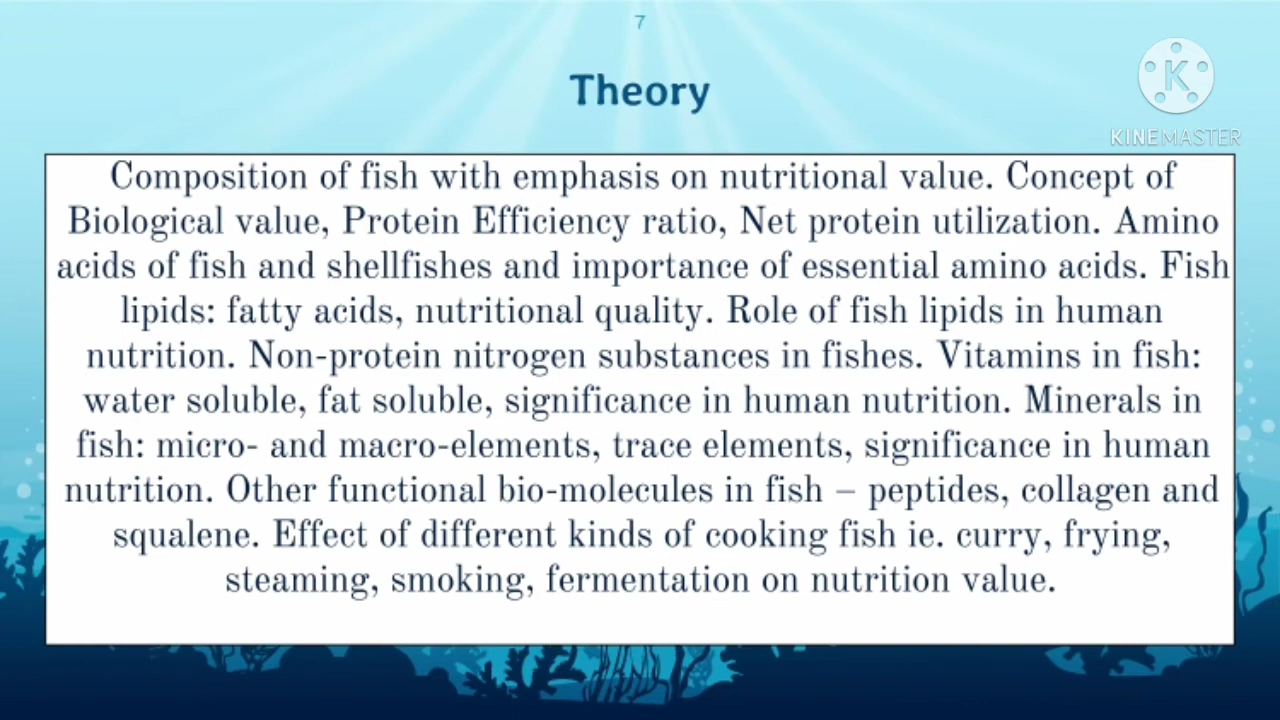 7
Theory
K
KINEMASTER
Composition of fish with emphasis on nutritional value. Concept of
Biological value, Protein Efficiency ratio, Net protein utilization. Amino
acids of fish and shellfishes and importance of essential amino acids. Fish
lipids: fatty acids, nutritional quality. Role of fish lipids in human
nutrition. Non-protein nitrogen substances in fishes. Vitamins in fish:
water soluble, fat soluble, significance in human nutrition. Minerals in
fish: micro- and macro-elements, trace elements, significance in human
nutrition. Other functional bio-molecules in fish – peptides, collagen and
squalene. Effect of different kinds of cooking fish ie. curry, frying,
steaming, smoking, fermentation on nutrition value.